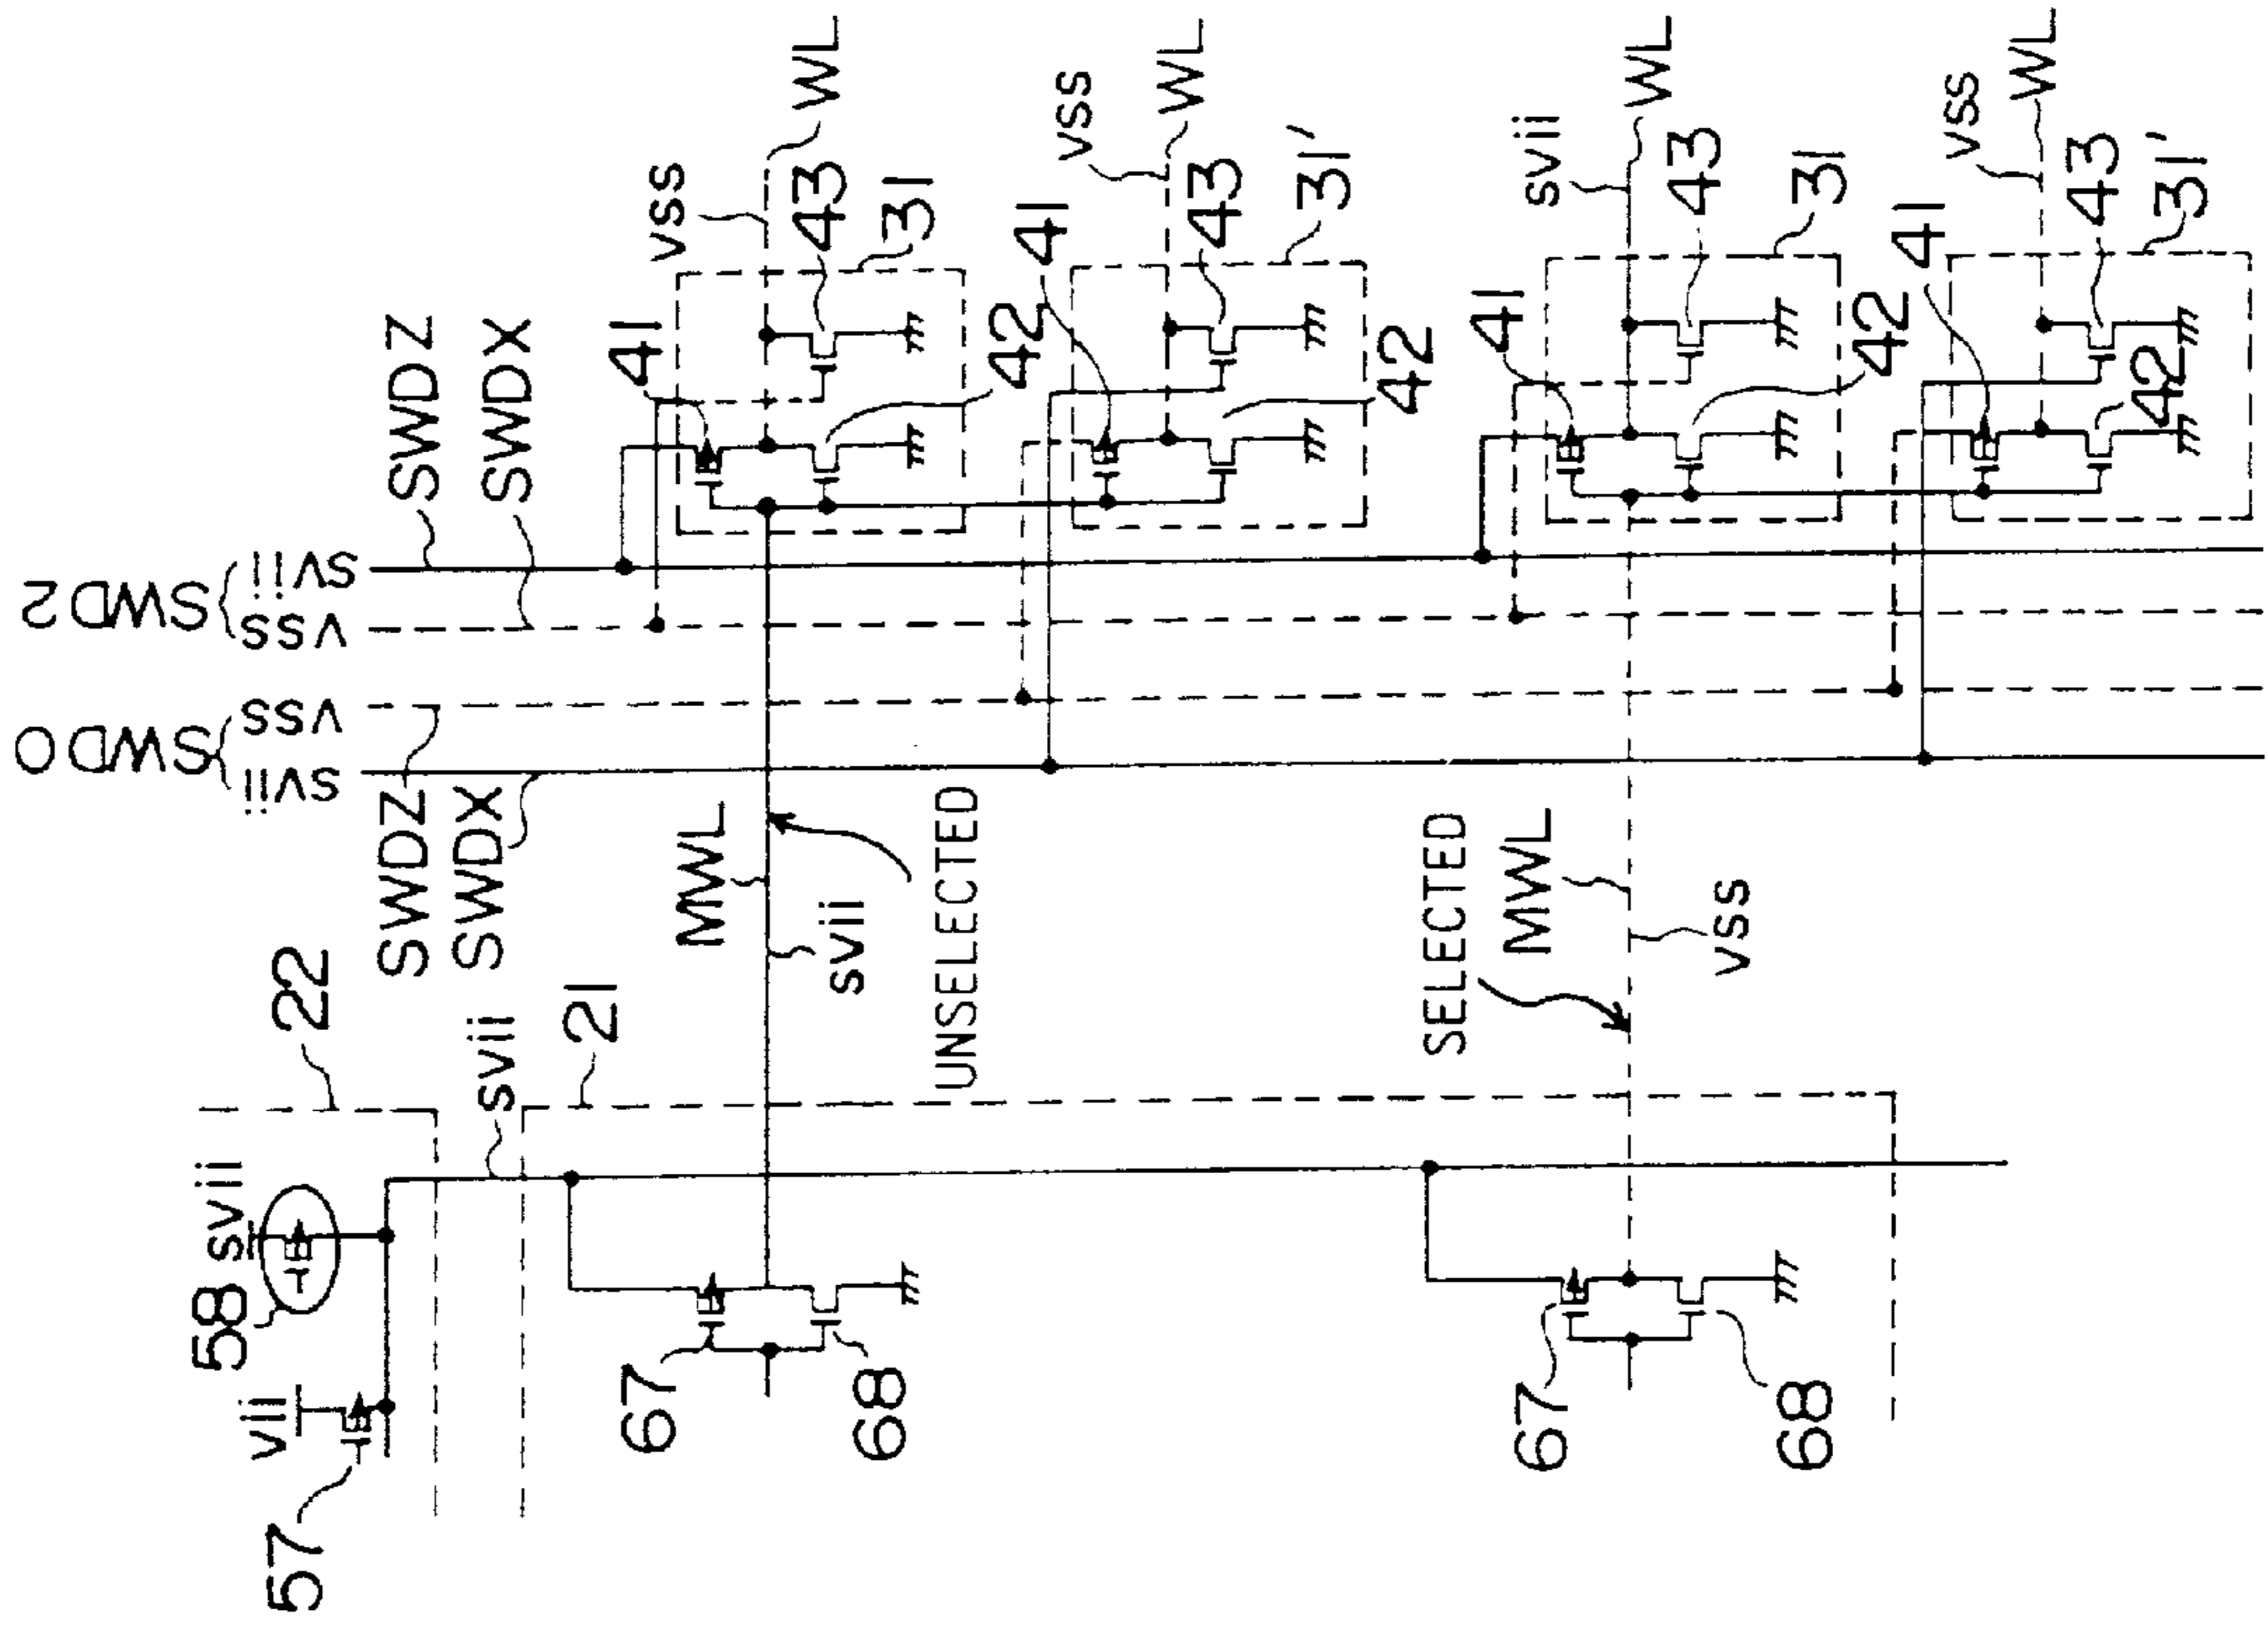 SWD2
svii
vss
SWD0
vss
svii
SWDZ
SWDX
SWDZ
SWDX
22
svii
21
58
svii
vii
57
67
68
67
68
MWL
svii
UNSELECTED
SELECTED
MWL
vss
41
42
43
31
vss
WL
41
42
43
31'
vss
WL
41
42
43
31
svii
WL
41
42
43
31'
vss
WL